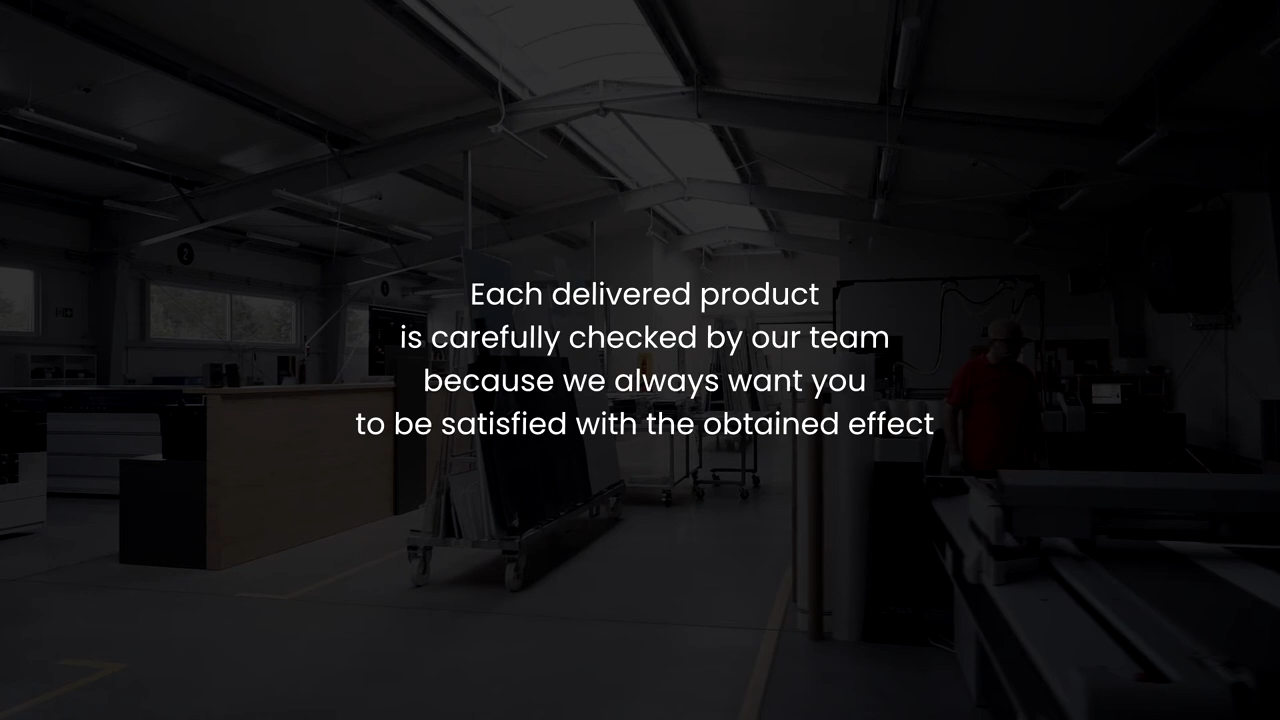 Each delivered product
is carefully checked by our team
because we always want you
to be satisfied with the obtained effect
2